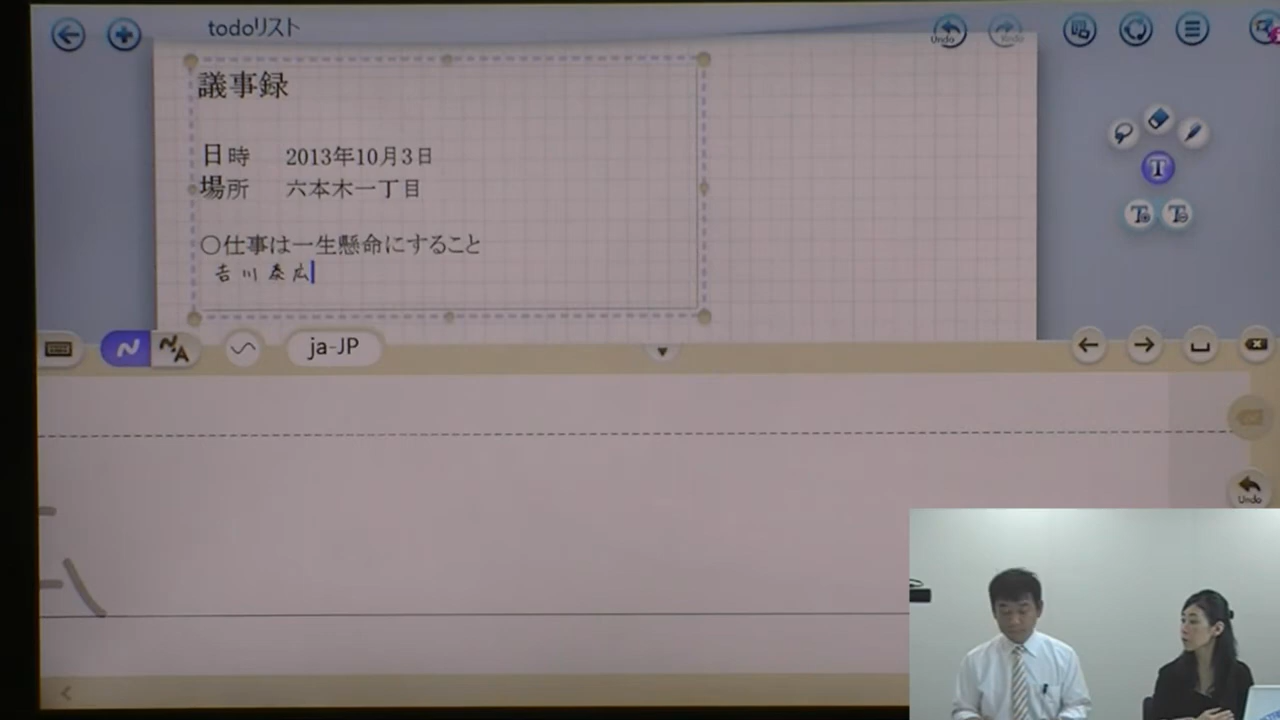 todoリスト
Undo
Redo
議事録
日時 2013年10月3日
場所 六本木一丁目
〇仕事は一生懸命にすること
吉川泰広
T
T
T
A
ja-JP
Undo